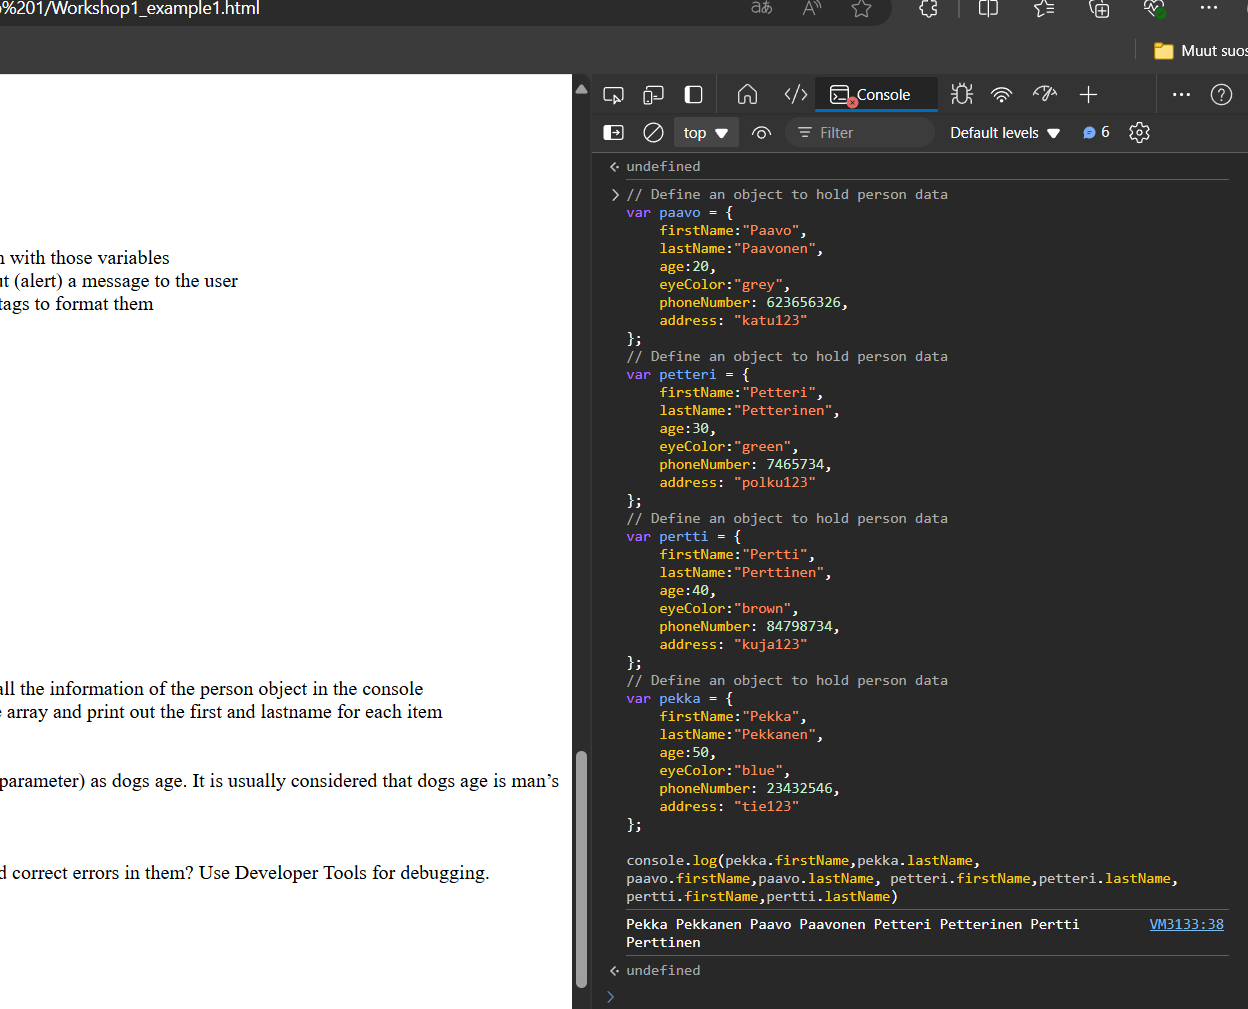 %201/Workshop1_example1.html
aあ
A
Muut suos
Console
top
Filter
Default levels
6
undefined
// Define an object to hold person data
var paavo = {
firstName:"Paavo",
lastName:"Paavonen",
age:20,
eyeColor:"grey",
phoneNumber: 623656326,
address: "katu123"
};
// Define an object to hold person data
var petteri = {
firstName:"Petteri",
lastName:"Petterinen",
age:30,
eyeColor:"green",
phoneNumber: 7465734,
address: "polku123"
};
// Define an object to hold person data
var pertti = {
firstName:"Pertti",
lastName:"Perttinen",
age:40,
eyeColor:"brown",
phoneNumber: 84798734,
address: "kuja123"
};
// Define an object to hold person data
var pekka = {
firstName:"Pekka",
lastName:"Pekkanen",
age:50,
eyeColor:"blue",
phoneNumber: 23432546,
address: "tie123"
};
console.log(pekka.firstName,pekka.lastName,
paavo.firstName,paavo.lastName, petteri.firstName,petteri.lastName,
pertti.firstName,pertti.lastName)
Pekka Pekkanen Paavo Paavonen Petteri Petterinen Pertti
Perttinen
VM3133:38
undefined
with those variables
(alert) a message to the user
tags to format them
all the information of the person object in the console
array and print out the first and lastname for each item
parameter) as dogs age. It is usually considered that dogs age is man’s
correct errors in them? Use Developer Tools for debugging.